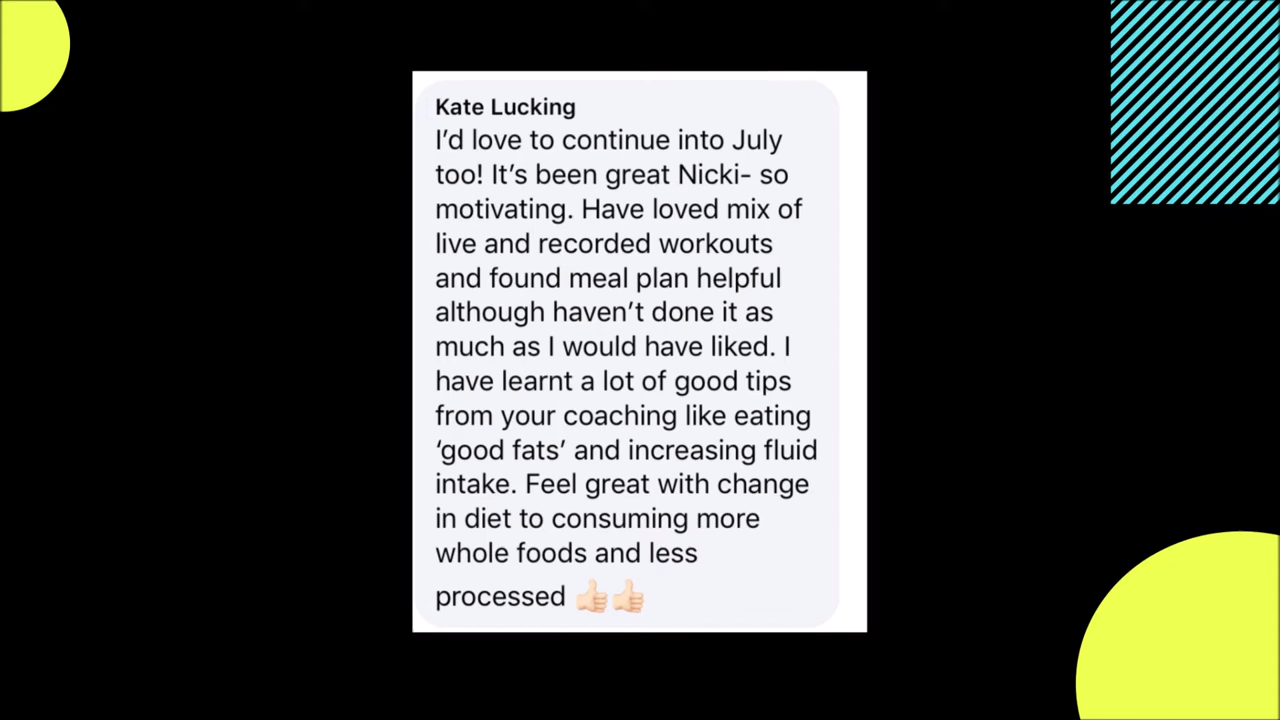 Kate Lucking
I’d love to continue into July
too! It’s been great Nicki- so
motivating. Have loved mix of
live and recorded workouts
and found meal plan helpful
although haven’t done it as
much as I would have liked. I
have learnt a lot of good tips
from your coaching like eating
‘good fats’ and increasing fluid
intake. Feel great with change
in diet to consuming more
whole foods and less
processed 👍🏻👍🏻